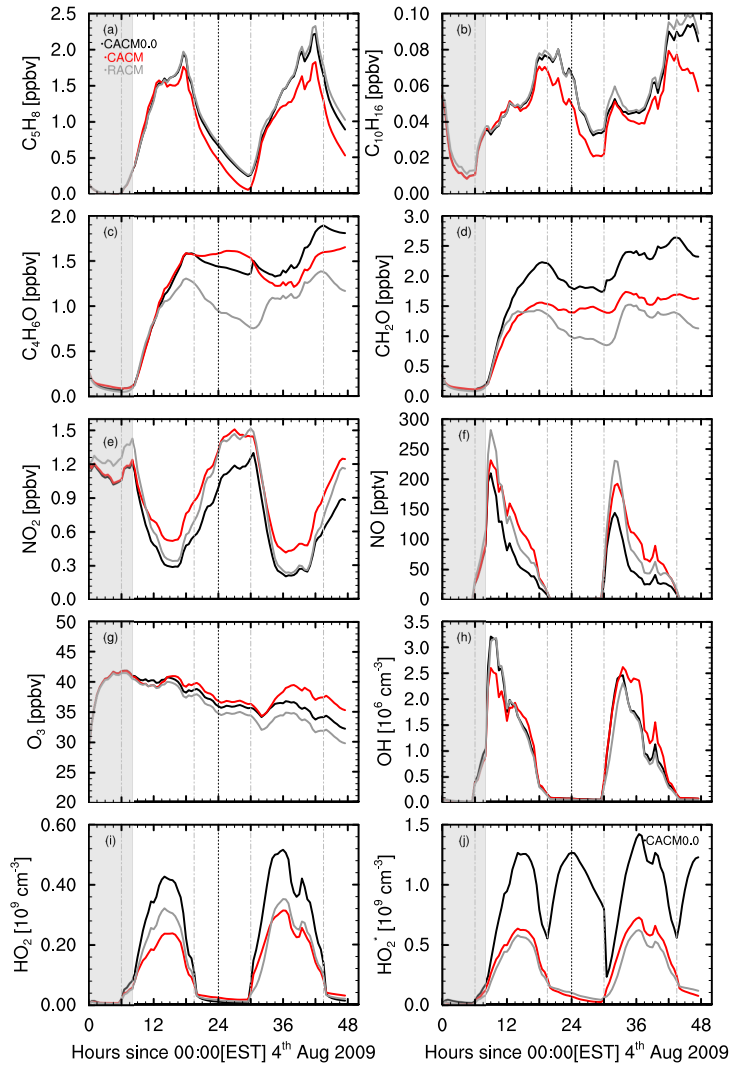 (a)
·CACM0.0
·CACM
·RACM
C₅H₈ [ppbv]
2.5
2.0
1.5
1.0
0.5
0.0
(b)
C₁₀H₁₆ [ppbv]
0.10
0.08
0.06
0.04
0.02
0.00
(c)
C₄H₆O [ppbv]
2.0
1.5
1.0
0.5
0.0
(d)
CH₂O [ppbv]
3.0
2.5
2.0
1.5
1.0
0.5
0.0
(e)
NO₂ [ppbv]
1.5
1.2
0.9
0.6
0.3
0.0
(f)
NO [pptv]
300
250
200
150
100
50
0
(g)
O₃ [ppbv]
50
45
40
35
30
25
20
(h)
OH [10⁶ cm⁻³]
3.5
3.0
2.5
2.0
1.5
1.0
0.5
0.0
(i)
HO₂ [10⁹ cm⁻³]
0.60
0.40
0.20
0.00
0 12 24 36 48
Hours since 00:00[EST] 4ᵗʰ Aug 2009
(j)
·CACM0.0
HO₂* [10⁹ cm⁻³]
1.5
1.0
0.5
0.0
0 12 24 36 48
Hours since 00:00[EST] 4ᵗʰ Aug 2009